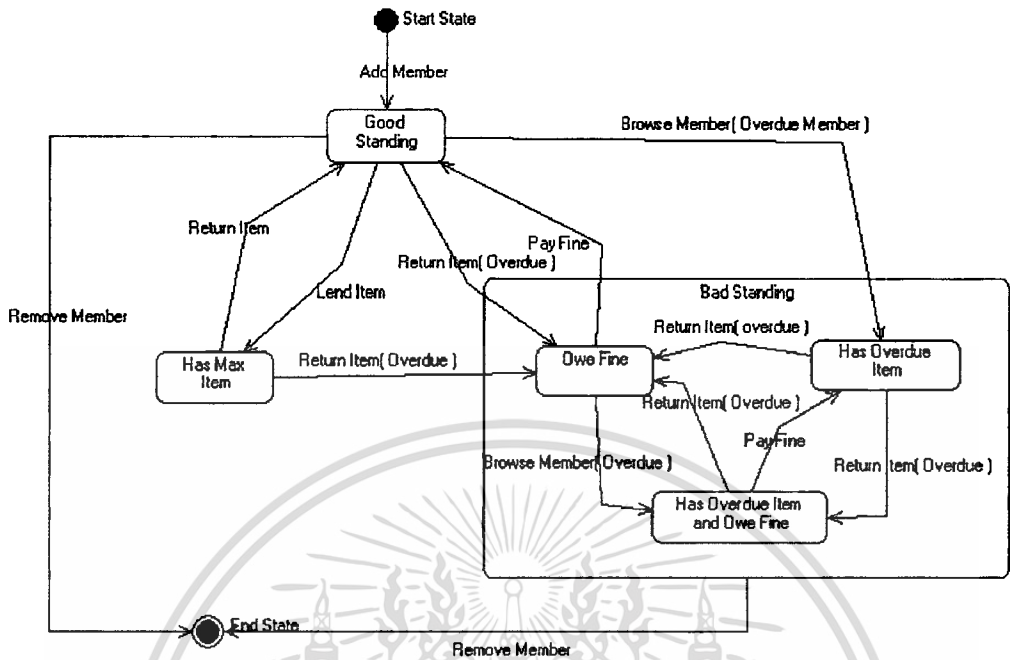 Start State
Add Member
Good
Standing
Browse Member( Overdue Member )
Return Item
Pay Fine
Return Item( Overdue )
Lend Item
Bad Standing
Remove Member
Return Item( overdue )
Has Max
Item
Return Item( Overdue )
Owe Fine
Has Overdue
Item
Return Item( Overdue )
Pay Fine
Browse Member( Overdue )
Return Item( Overdue )
Has Overdue Item
and Owe Fine
End State
Remove Member